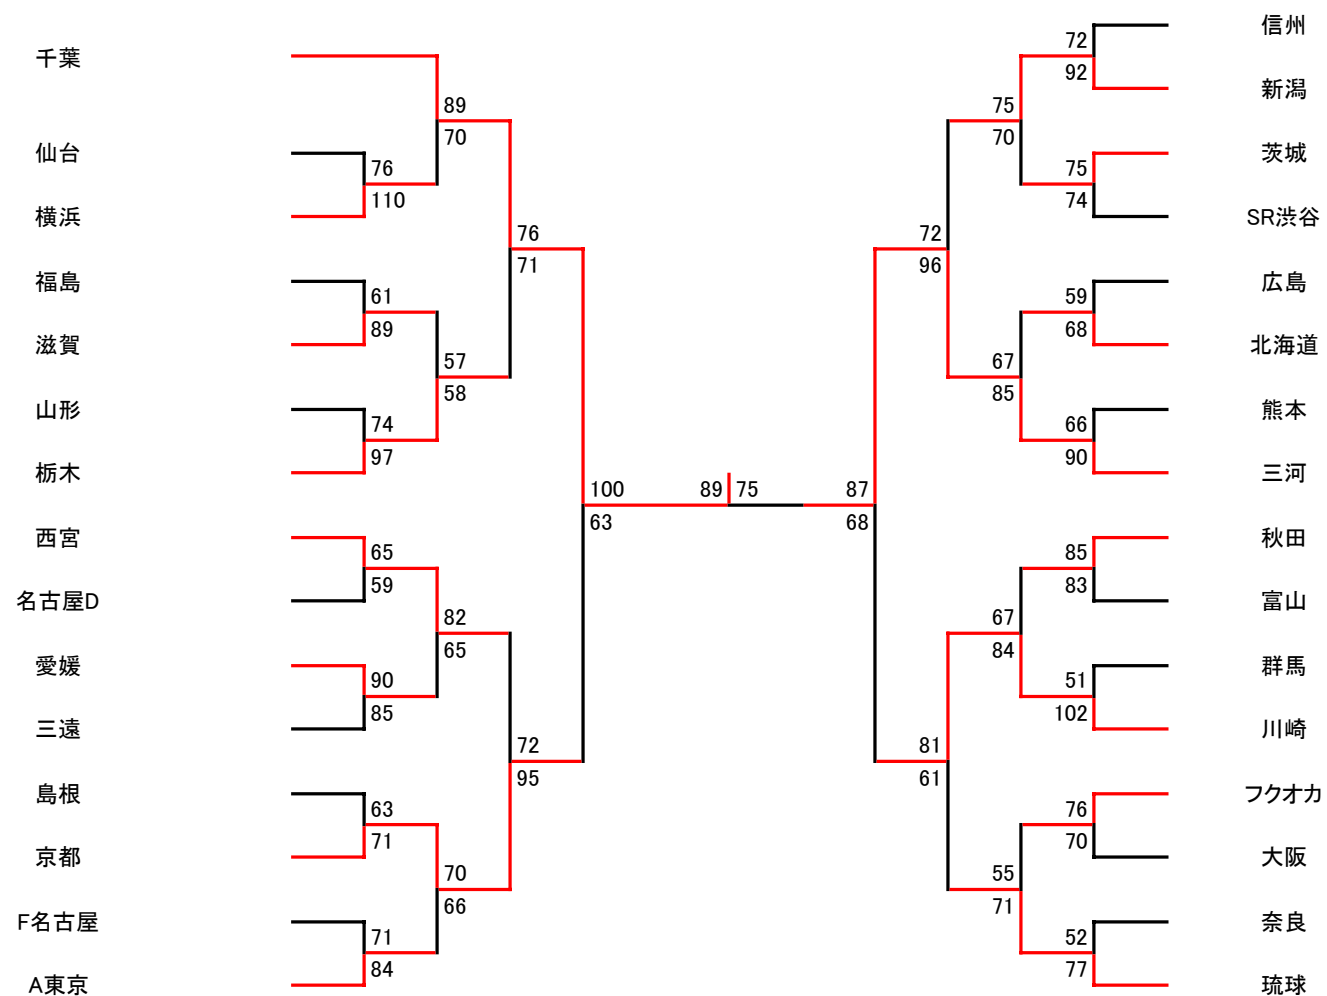 千葉
仙台
横浜
福島
滋賀
山形
栃木
西宮
名古屋D
愛媛
三遠
島根
京都
F名古屋
A東京
76
110
61
89
74
97
65
59
90
85
63
71
71
84
89
70
57
58
82
65
70
66
76
71
72
95
100
63
89 75
87
68
72
96
81
61
75
70
67
85
67
84
55
71
72
92
75
74
59
68
66
90
85
83
51
102
76
70
52
77
信州
新潟
茨城
SR渋谷
広島
北海道
熊本
三河
秋田
富山
群馬
川崎
フクオカ
大阪
奈良
琉球